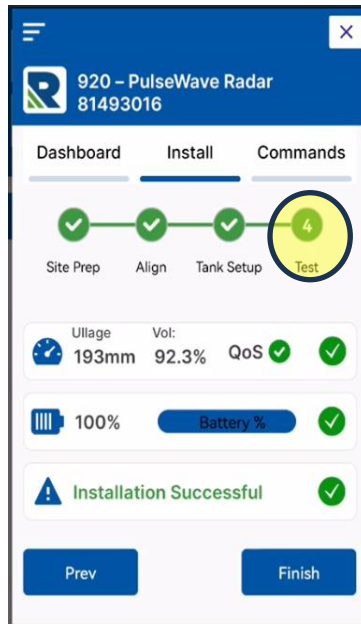 920 – PulseWave Radar
81493016
Dashboard Install Commands
4
Site Prep Align Tank Setup Test
Ullage Vol:
193mm 92.3% QoS
100% Battery %
Installation Successful
Prev Finish